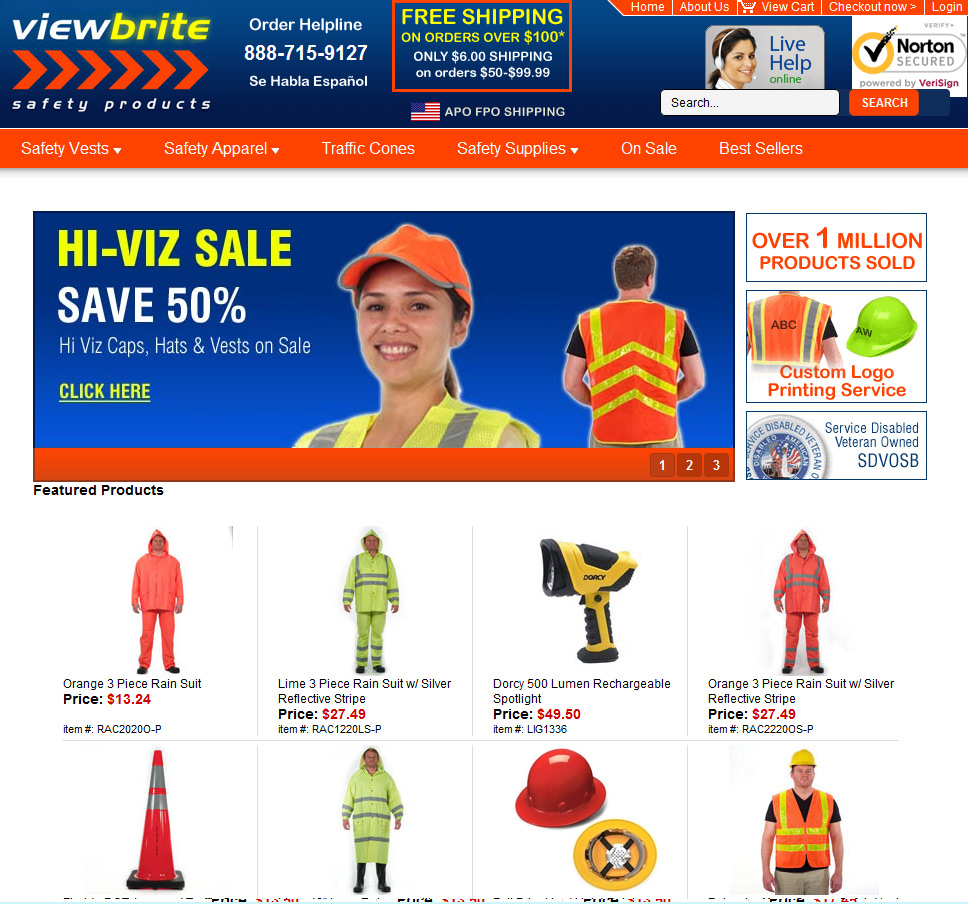 Home
About Us
View Cart
Checkout now >
Login
viewbrite
safety products
Order Helpline
888-715-9127
Se Habla Español
FREE SHIPPING
ON ORDERS OVER $100*
ONLY $6.00 SHIPPING
on orders $50-$99.99
APO FPO SHIPPING
Live
Help
online
VERIFY
Norton
SECURED
powered by VeriSign
Search...
SEARCH
Safety Vests
Safety Apparel
Traffic Cones
Safety Supplies
On Sale
Best Sellers
HI-VIZ SALE
SAVE 50%
Hi Viz Caps, Hats & Vests on Sale
CLICK HERE
1 2 3
OVER 1 MILLION
PRODUCTS SOLD
ABC
AW
Custom Logo
Printing Service
SERVICE DISABLED VETERAN
DISABLED AMERICAN
Service Disabled
Veteran Owned
SDVOSB
Featured Products
DORCY
Orange 3 Piece Rain Suit
Price: $13.24
item #: RAC2020O-P
Lime 3 Piece Rain Suit w/ Silver
Reflective Stripe
Price: $27.49
item #: RAC1220LS-P
Dorcy 500 Lumen Rechargeable
Spotlight
Price: $49.50
item #: LIG1336
Orange 3 Piece Rain Suit w/ Silver
Reflective Stripe
Price: $27.49
item #: RAC2220OS-P